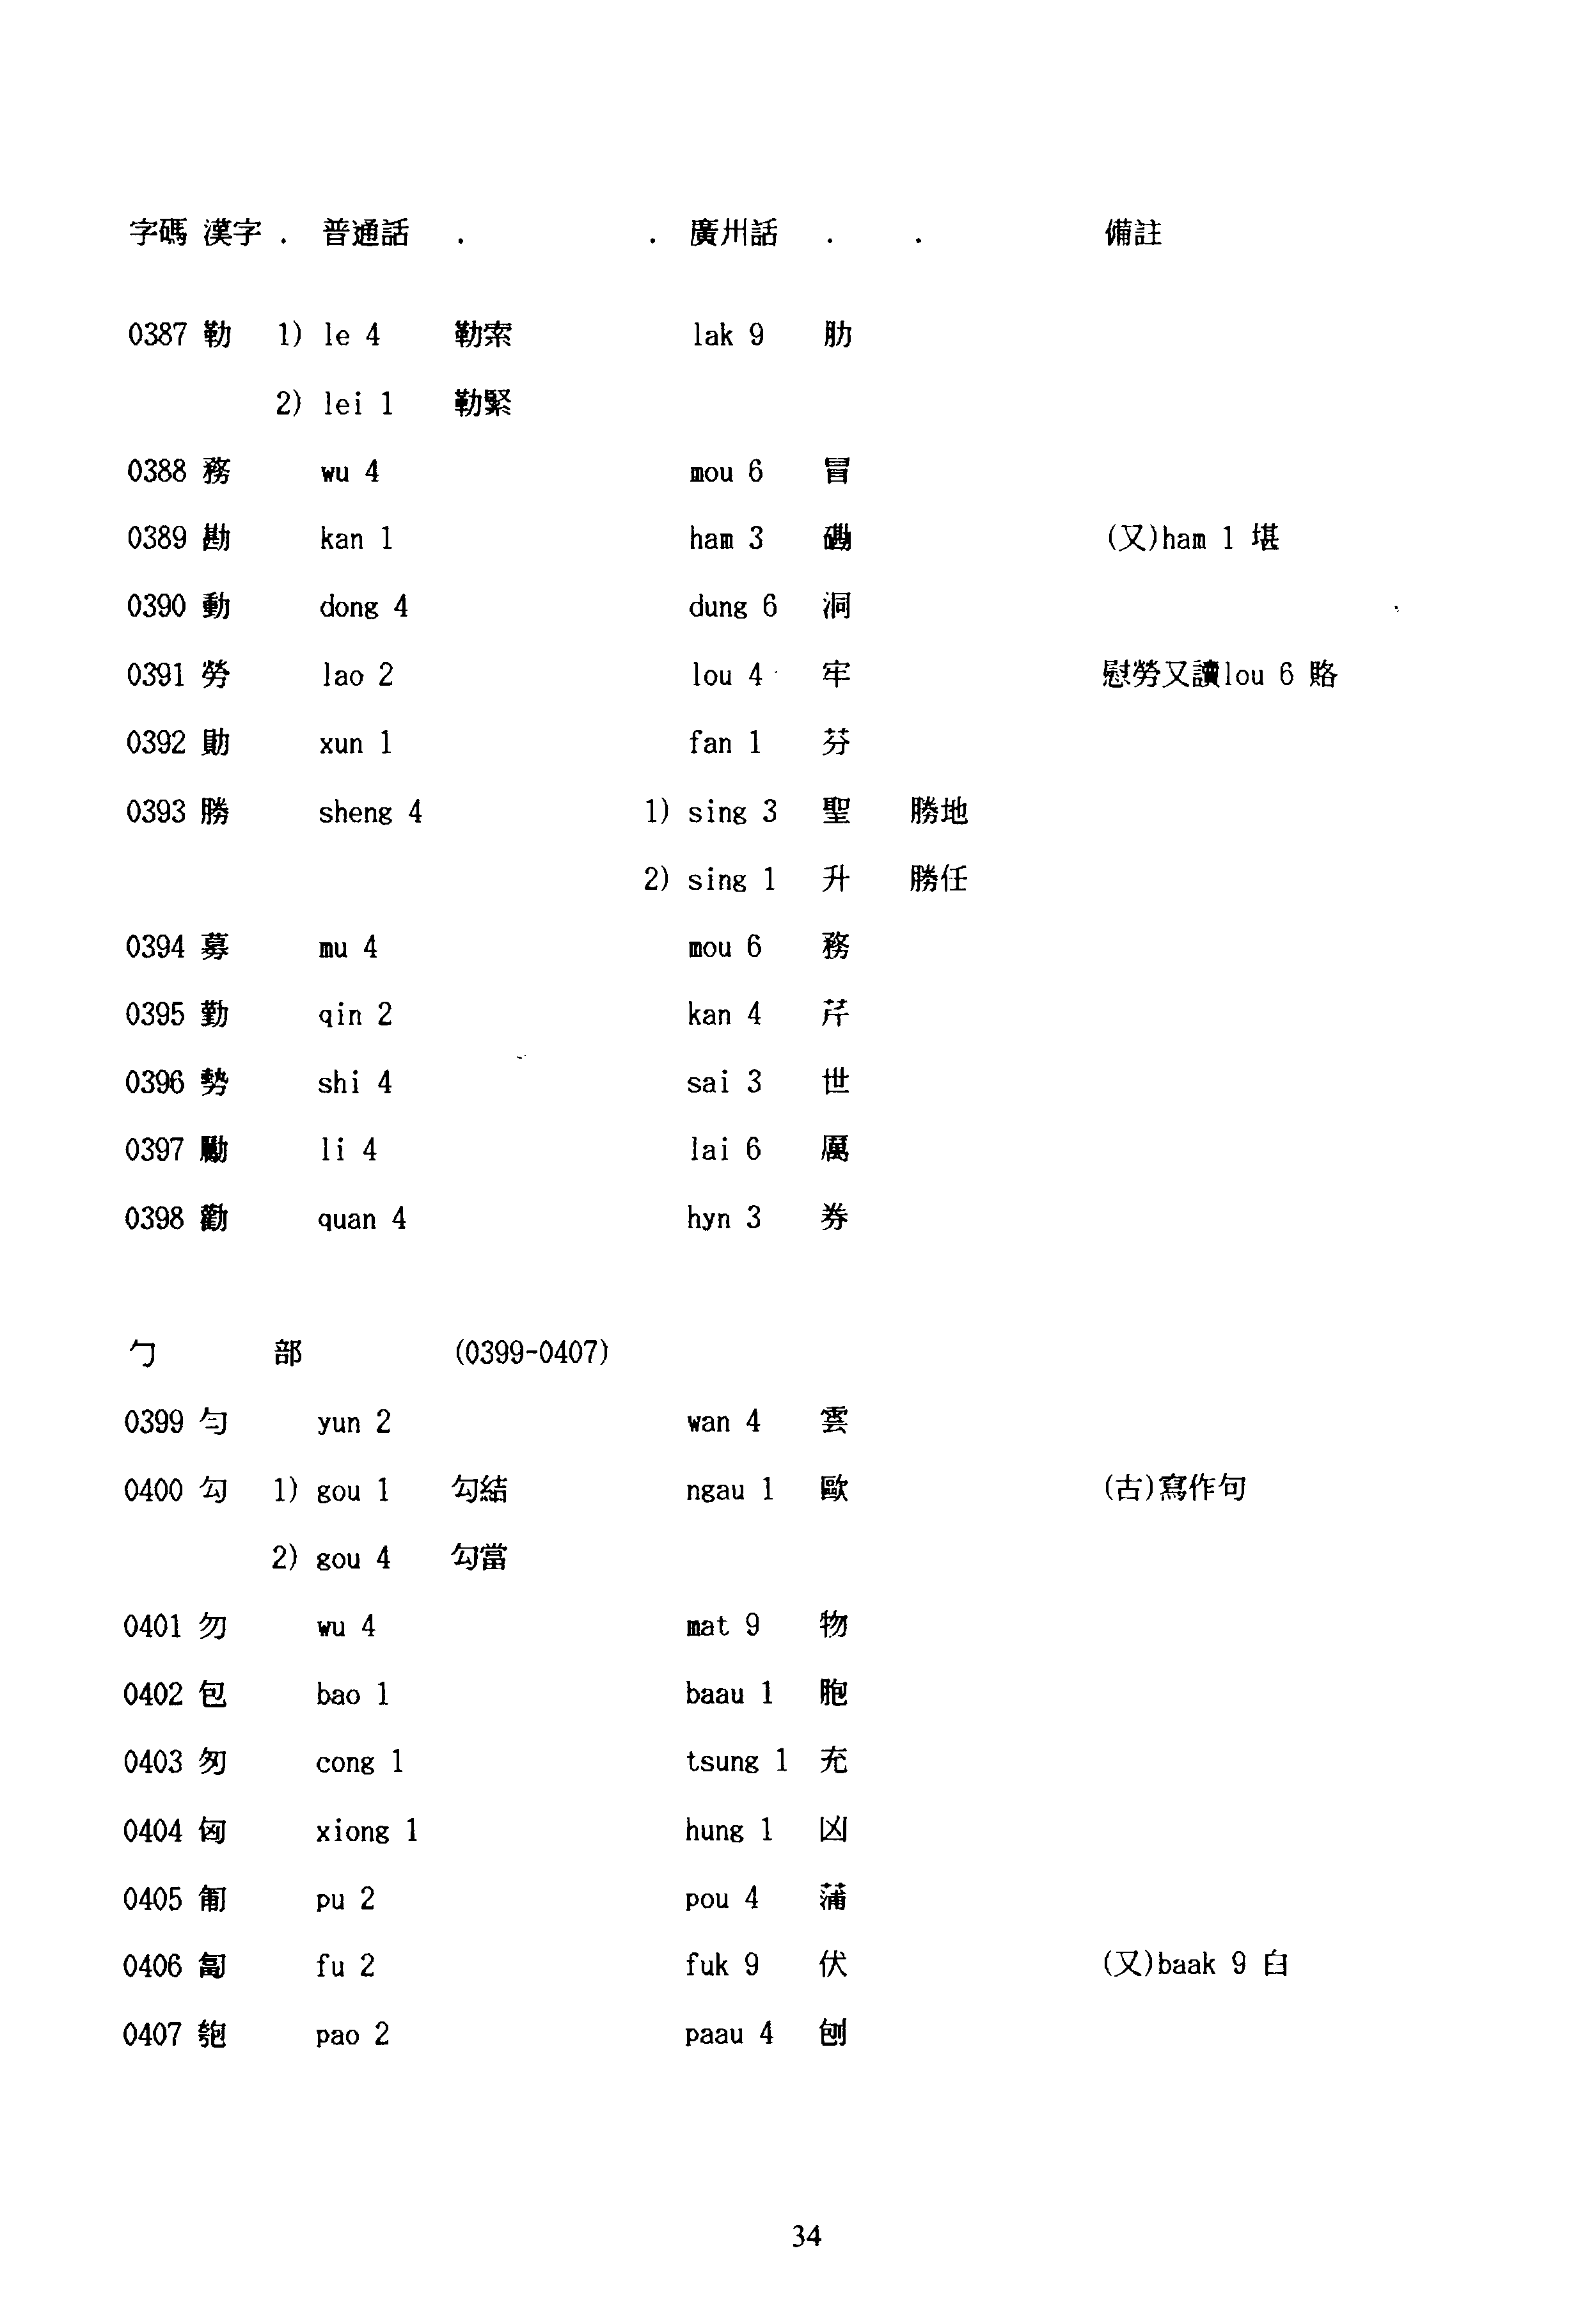 字碼 漢字 . 普通話 . . 廣州話 . . 備註
0387 勒 1) le 4 勒索 lak 9 肋
2) lei 1 勒緊
0388 務 wu 4 mou 6 冒
0389 勘 kan 1 ham 3 磡 (又)ham 1 堪
0390 動 dong 4 dung 6 洞
0391 勞 lao 2 lou 4 牢 慰勞又讀lou 6 賂
0392 勛 xun 1 fan 1 芬
0393 勝 sheng 4 1) sing 3 聖 勝地
2) sing 1 升 勝任
0394 募 mu 4 mou 6 務
0395 勤 qin 2 kan 4 芹
0396 勢 shi 4 sai 3 世
0397 勵 li 4 lai 6 厲
0398 勸 quan 4 hyn 3 券
勹 部 (0399-0407)
0399 勻 yun 2 wan 4 雲
0400 勾 1) gou 1 勾結 ngau 1 歐 (古)寫作句
2) gou 4 勾當
0401 勿 wu 4 mat 9 物
0402 包 bao 1 baau 1 胞
0403 匆 cong 1 tsung 1 充
0404 匈 xiong 1 hung 1 凶
0405 匍 pu 2 pou 4 蒲
0406 匐 fu 2 fuk 9 伏 (又)baak 9 白
0407 匏 pao 2 paau 4 刨
34